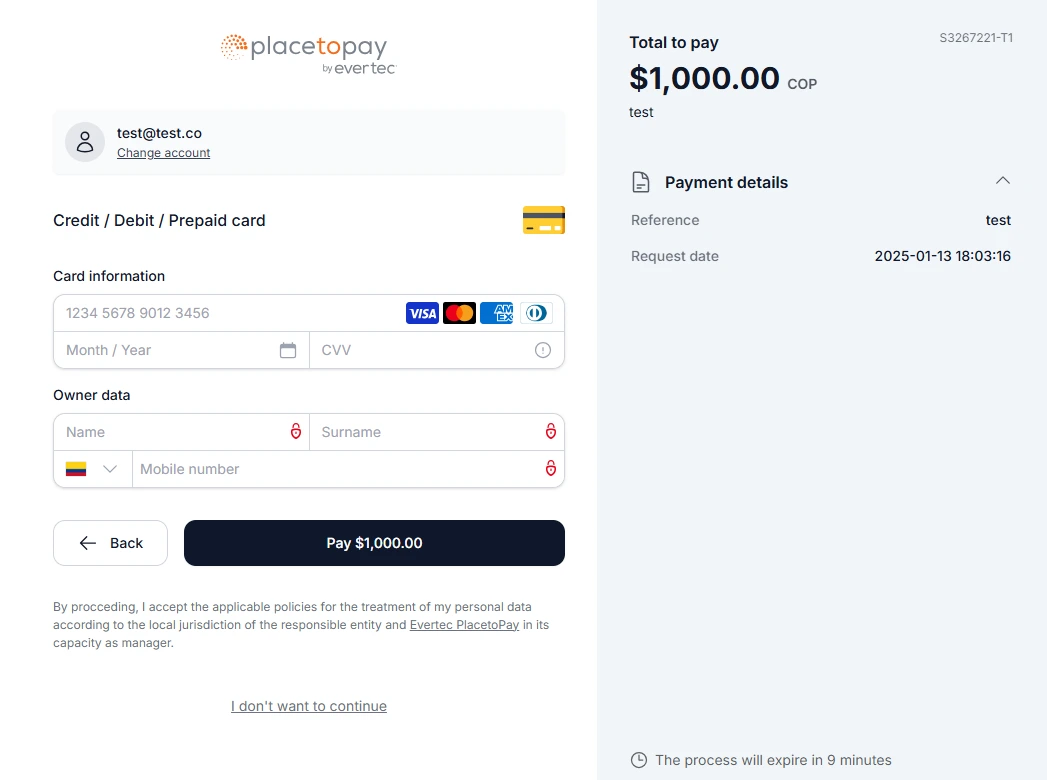 placetopay
by evertec
test@test.co
Change account
Credit / Debit / Prepaid card
Card information
1234 5678 9012 3456
VISA
AM
EX
Month / Year
CVV
Owner data
Name
Surname
Mobile number
Back
Pay $1,000.00
By procceding, I accept the applicable policies for the treatment of my personal data
according to the local jurisdiction of the responsible entity and Evertec PlacetoPay in its
capacity as manager.
I don't want to continue
Total to pay
S3267221-T1
$1,000.00 COP
test
Payment details
Reference
test
Request date
2025-01-13 18:03:16
The process will expire in 9 minutes